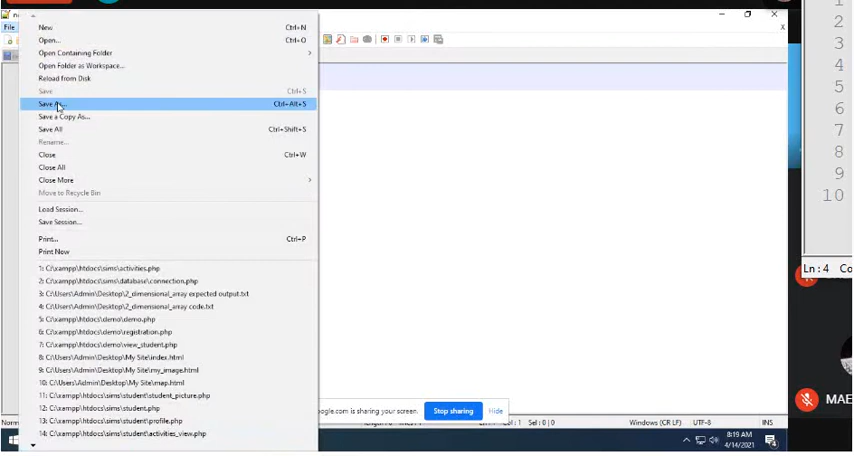 File
New Ctrl+N
Open... Ctrl+O
Open Containing Folder
Open Folder as Workspace...
Reload from Disk
Save Ctrl+S
Save As... Ctrl+Alt+S
Save a Copy As...
Save All Ctrl+Shift+S
Rename...
Close Ctrl+W
Close All
Close More
Move to Recycle Bin
Load Session...
Save Session...
Print... Ctrl+P
Print Now
1: C:\xampp\htdocs\sims\activities.php
2: C:\xampp\htdocs\sims\database\connection.php
3: C:\Users\Admin\Desktop\2_dimensional_array expected output.txt
4: C:\Users\Admin\Desktop\2_dimensional_array code.txt
5: C:\xampp\htdocs\demo\demo.php
6: C:\xampp\htdocs\demo\registration.php
7: C:\xampp\htdocs\demo\view_student.php
8: C:\Users\Admin\Desktop\My Site\index.html
9: C:\Users\Admin\Desktop\My Site\my_image.html
10: C:\Users\Admin\Desktop\My Site\map.html
11: C:\xampp\htdocs\sims\student\student_picture.php
12: C:\xampp\htdocs\sims\student.php
13: C:\xampp\htdocs\sims\student\profile.php
14: C:\xampp\htdocs\sims\student\activities_view.php
oogle.com is sharing your screen. Stop sharing Hide
Col : 1 Sel : 0 | 0 Windows (CR LF) UTF-8 INS
8:19 AM
4/14/2021
4
2
3
4
5
6
7
8
9
10
Ln : 4 Co
MAE